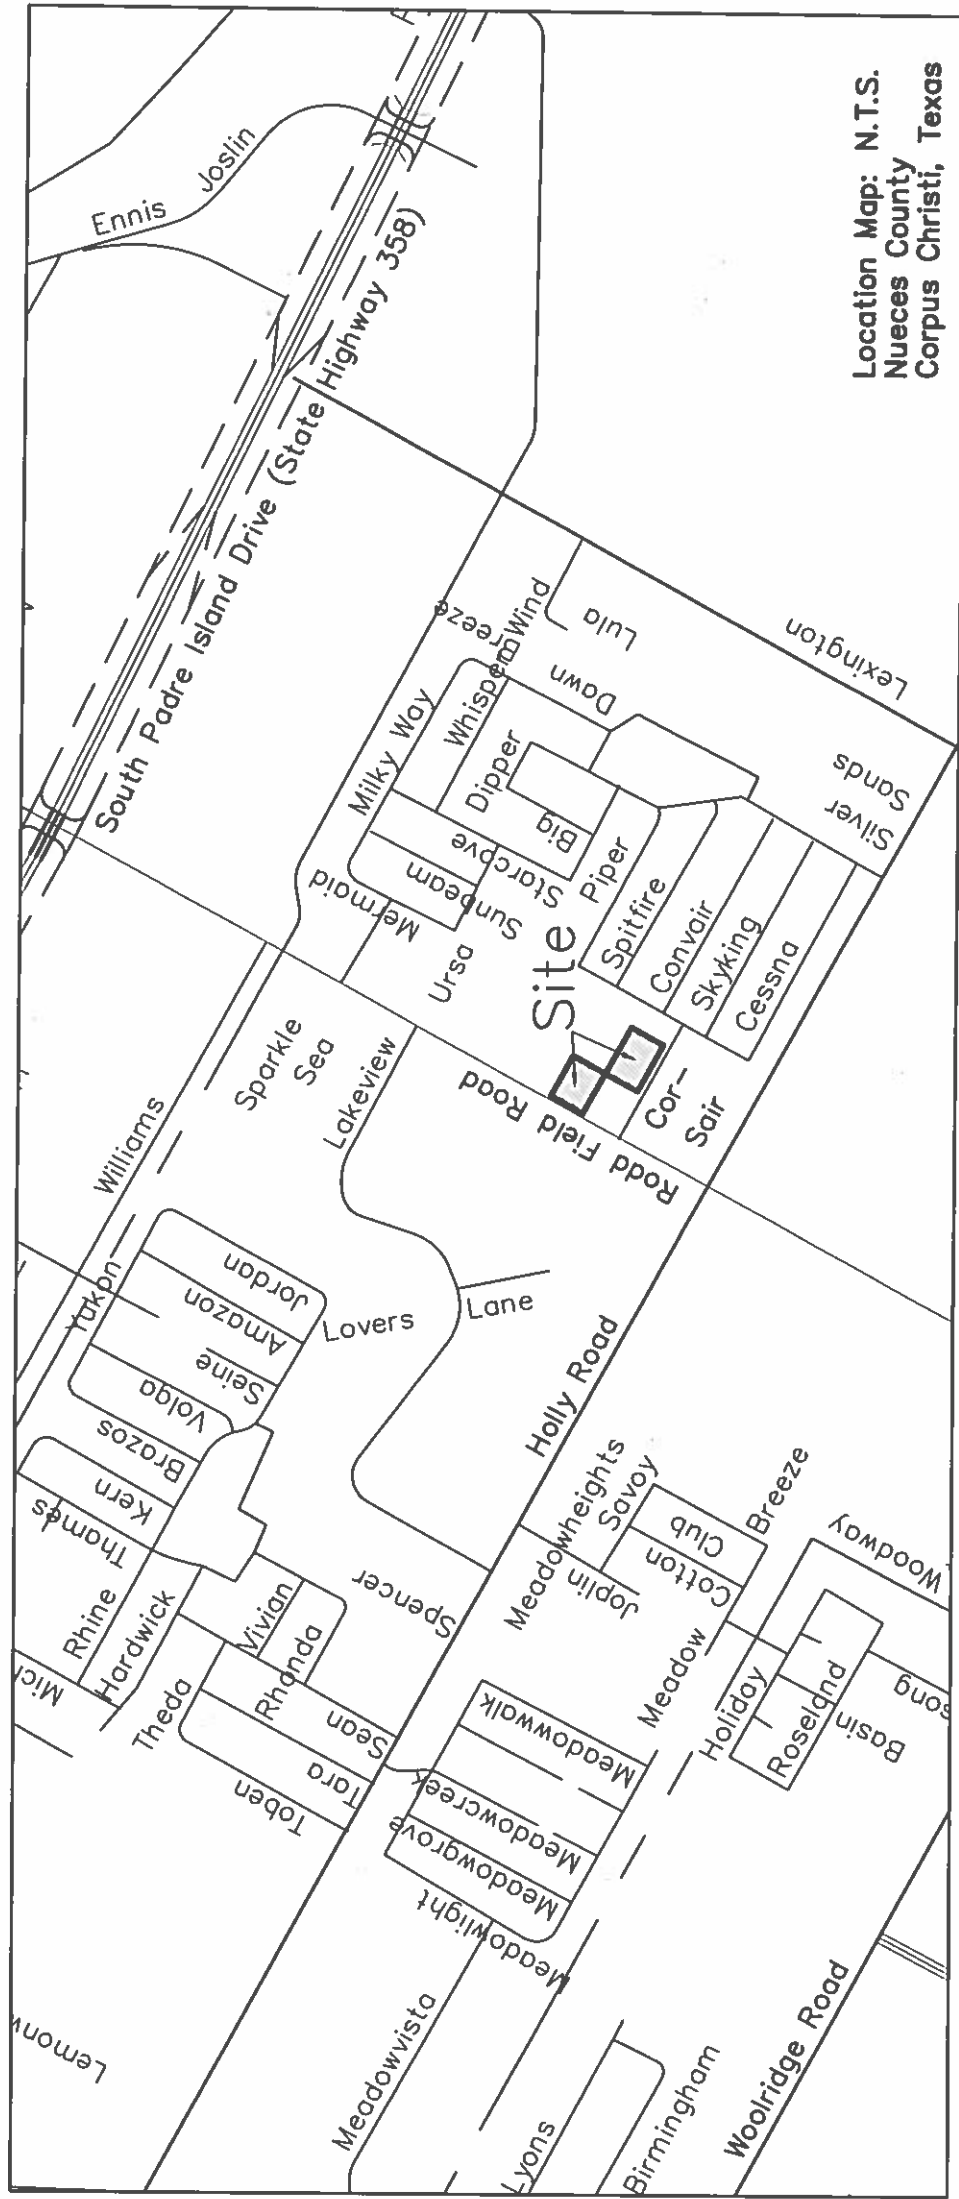 Ennis
Joslin
South Padre Island Drive (State Highway 358)
Location Map: N.T.S.
Nueces County
Corpus Christi, Texas
Williams
Yukon
Sparkle
Sea
Lakeview
Milky Way
Mermaid
Sunbeam
Starcove
Ursa
Whisper Wind
Breeze
Dawn
Lula
Big
Dipper
Lexington
Silver
Sands
Piper
Spitfire
Convair
Skyking
Cessna
Site
Rodd Field Road
Cor-
Sair
Jordan
Amazon
Seine
Volga
Brazos
Kern
Thames
Rhine
Hardwick
Lovers
Lane
Holly Road
Spencer
Vivian
Rhonda
Theda
Sean
Tara
Toben
Meadowheights
Savoy
Joplin
Club
Cotton
Meadow
Breeze
Woodway
Holiday
Roseland
Basin
Meadowwalk
Meadowcreek
Meadowgrove
Meadowlight
Meadowvista
Lyons
Birmingham
Woolridge Road